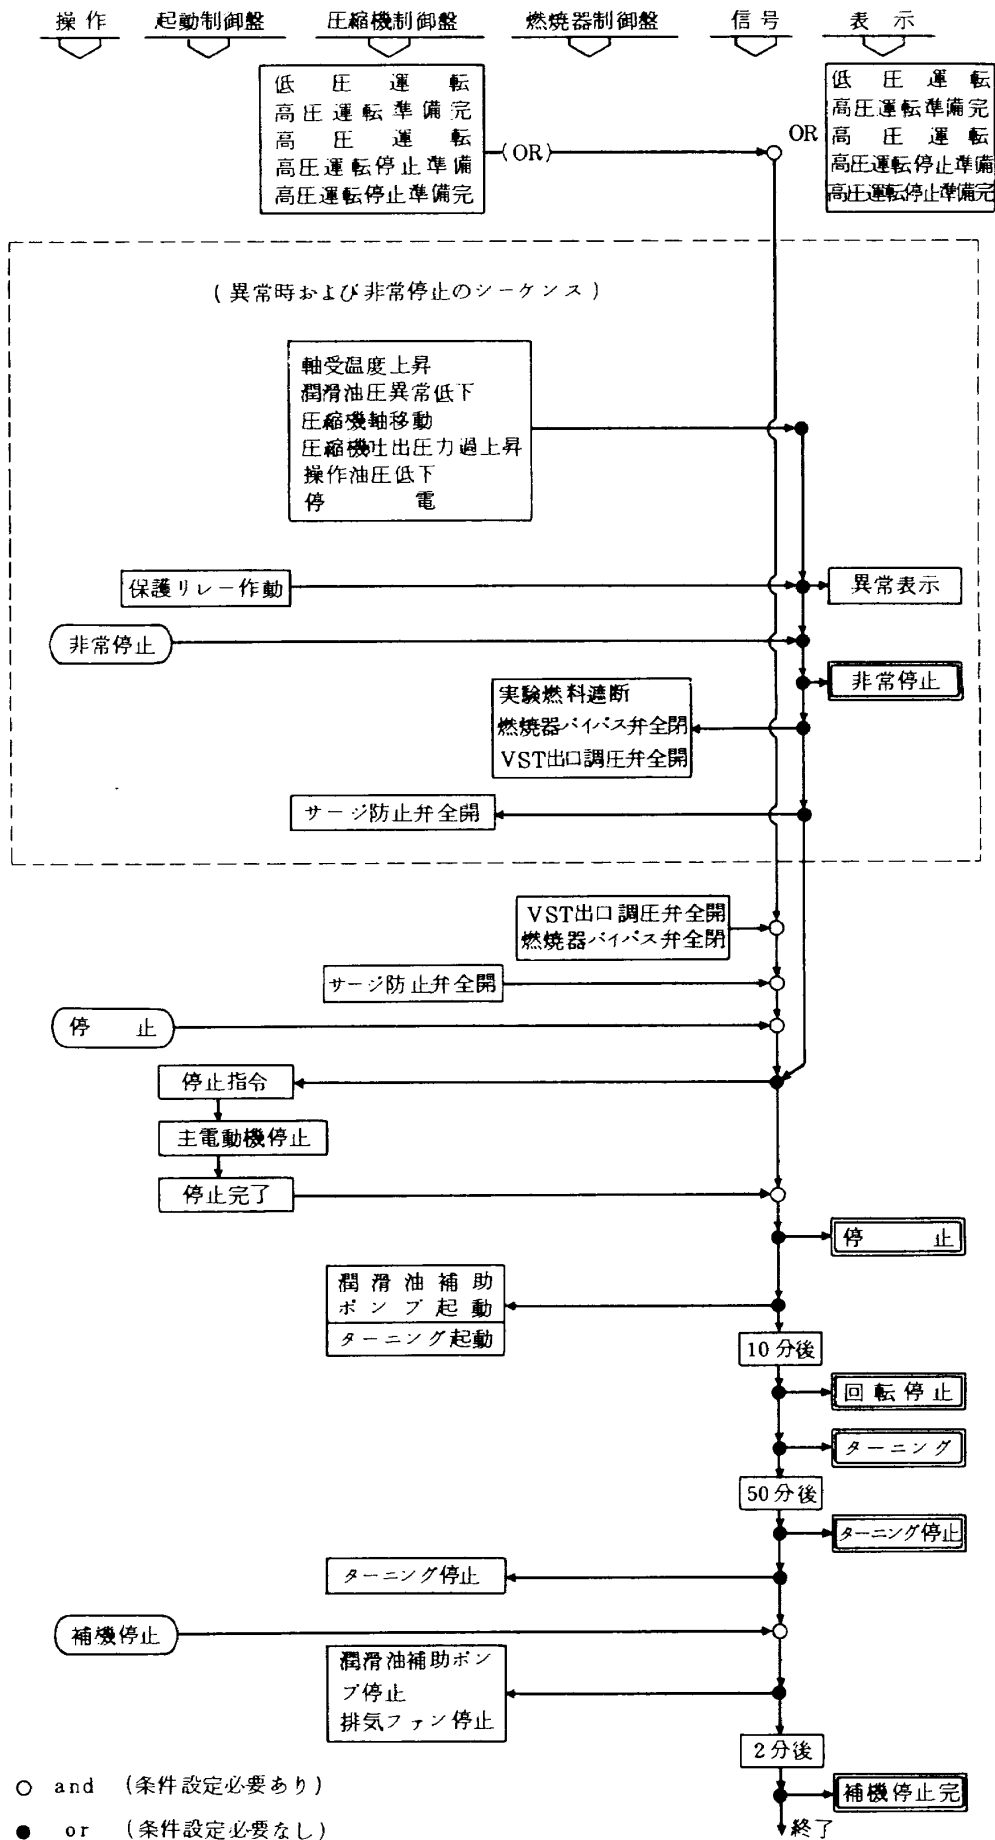 操作 起動制御盤 圧縮機制御盤 燃焼器制御盤 信号 表示
低圧運転
高圧運転準備完
高圧運転
高圧運転停止準備
高圧運転停止準備完
(OR)
OR
低圧運転
高圧運転準備完
高圧運転
高圧運転停止準備
高圧運転停止準備完
(異常時および非常停止のシーケンス)
軸受温度上昇
潤滑油圧異常低下
圧縮機軸移動
圧縮機吐出圧力過上昇
操作油圧低下
停電
保護リレー作動
異常表示
非常停止
非常停止
実験燃料遮断
燃焼器バイパス弁全閉
VST出口調圧弁全開
サージ防止弁全開
VST出口調圧弁全開
燃焼器バイパス弁全閉
サージ防止弁全開
停止
停止指令
主電動機停止
停止完了
停止
潤滑油補助
ポンプ起動
ターニング起動
10分後
回転停止
ターニング
50分後
ターニング停止
ターニング停止
補機停止
潤滑油補助ポン
プ停止
排気ファン停止
2分後
補機停止完
終了
○ and (条件設定必要あり)
● or (条件設定必要なし)